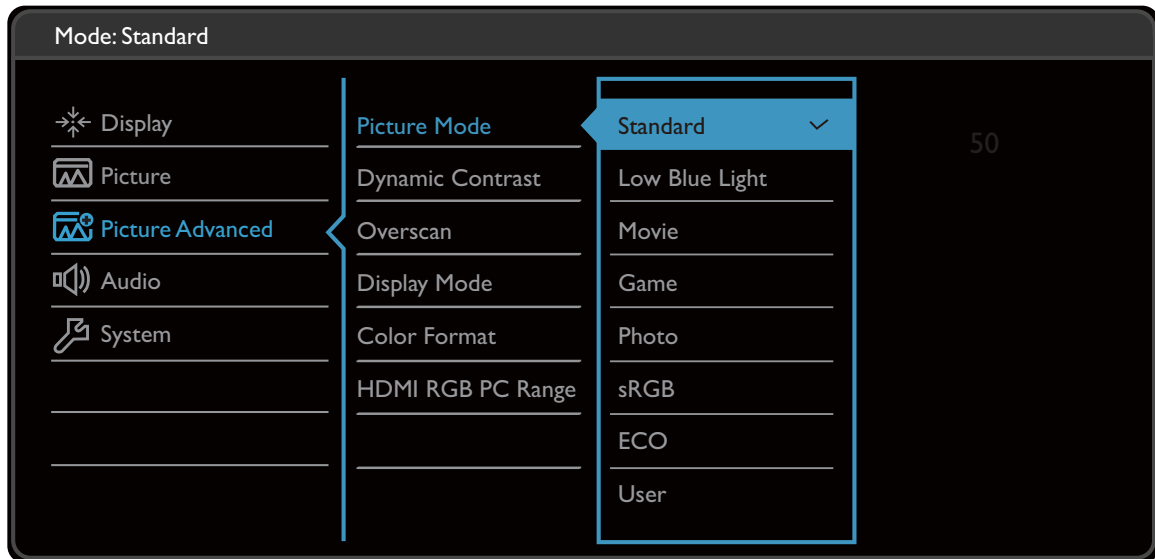 Mode: Standard
Display
Picture
Picture Advanced
Audio
System
Picture Mode
Dynamic Contrast
Overscan
Display Mode
Color Format
HDMI RGB PC Range
Standard
Low Blue Light
Movie
Game
Photo
sRGB
ECO
User
50